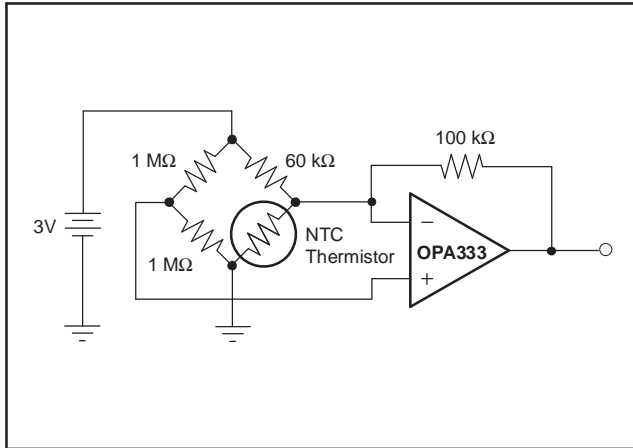 100 kΩ
1 MΩ
60 kΩ
3V
NTC
Thermistor
1 MΩ
−
OPA333
+